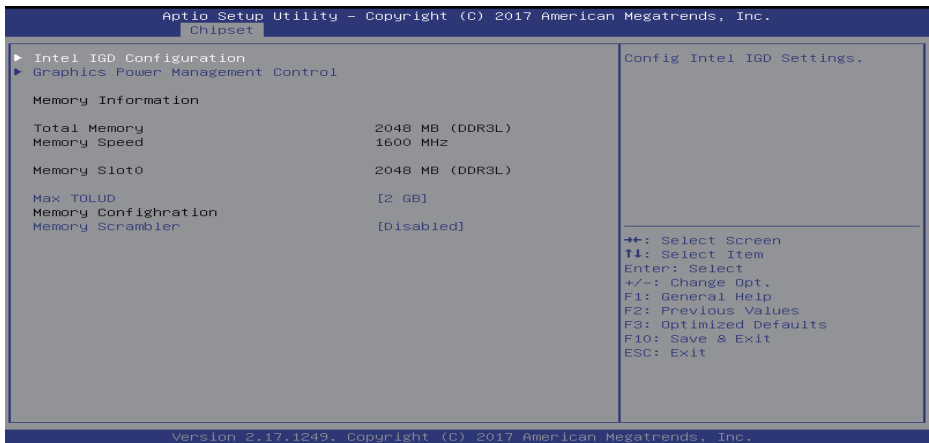 Aptio Setup Utility – Copyright (C) 2017 American Megatrends, Inc.
Chipset
▶ Intel IGD Configuration
▶ Graphics Power Management Control
Memory Information
Total Memory 2048 MB (DDR3L)
Memory Speed 1600 MHz
Memory Slot0 2048 MB (DDR3L)
Max TOLUD [2 GB]
Memory Confighration
Memory Scrambler [Disabled]
Config Intel IGD Settings.
→←: Select Screen
↑↓: Select Item
Enter: Select
+/-: Change Opt.
F1: General Help
F2: Previous Values
F3: Optimized Defaults
F10: Save & Exit
ESC: Exit
Version 2.17.1249. Copyright (C) 2017 American Megatrends, Inc.